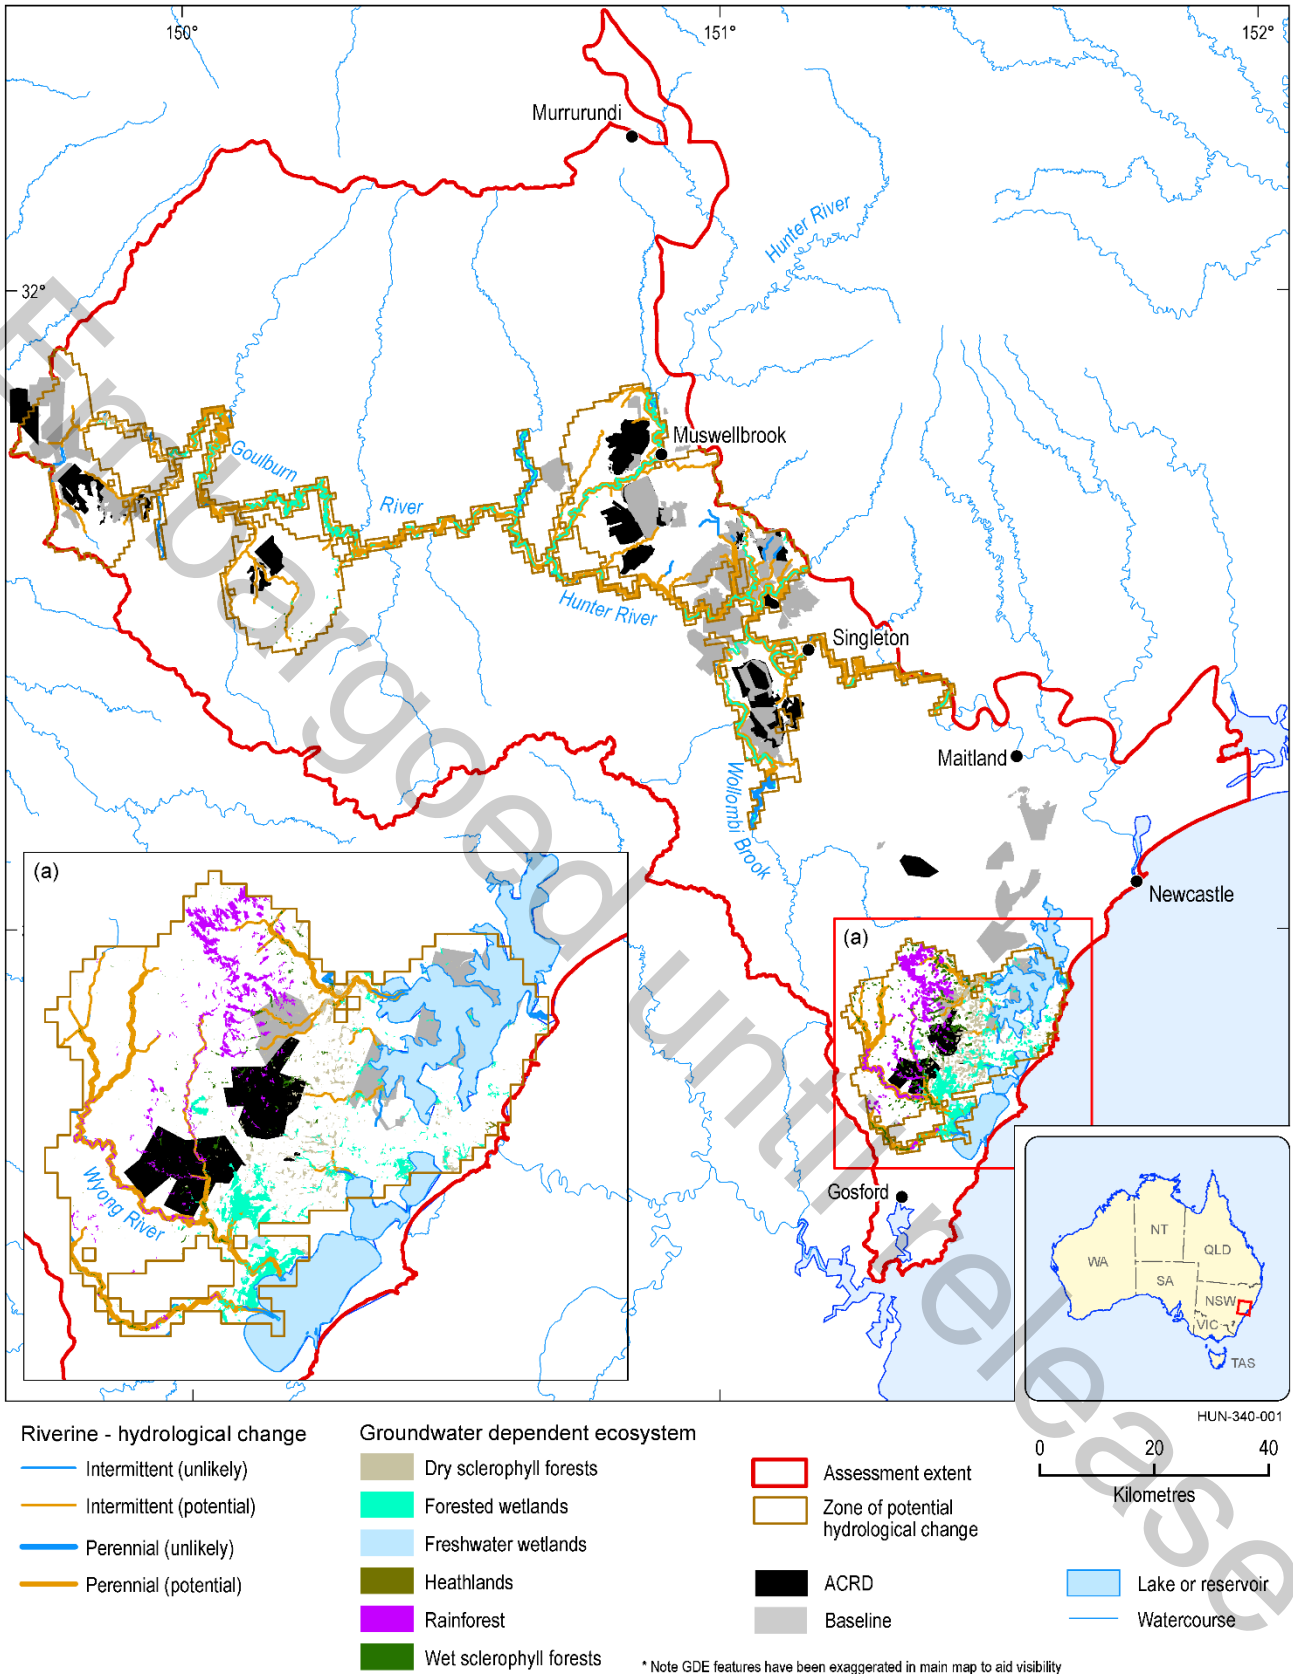 150°
151°
152°
Murrurundi
Hunter River
32°
Muswellbrook
Goulburn
River
Hunter River
Singleton
Maitland
Wollombi Brook
Newcastle
(a)
(a)
Wyong River
Gosford
WA
NT
QLD
SA
NSW
VIC
TAS
Embargoed until release
HUN-340-001
Riverine - hydrological change
Intermittent (unlikely)
Intermittent (potential)
Perennial (unlikely)
Perennial (potential)
Groundwater dependent ecosystem
Dry sclerophyll forests
Forested wetlands
Freshwater wetlands
Heathlands
Rainforest
Wet sclerophyll forests
Assessment extent
Zone of potential
hydrological change
ACRD
Baseline
0 20 40
Kilometres
Lake or reservoir
Watercourse
* Note GDE features have been exaggerated in main map to aid visibility